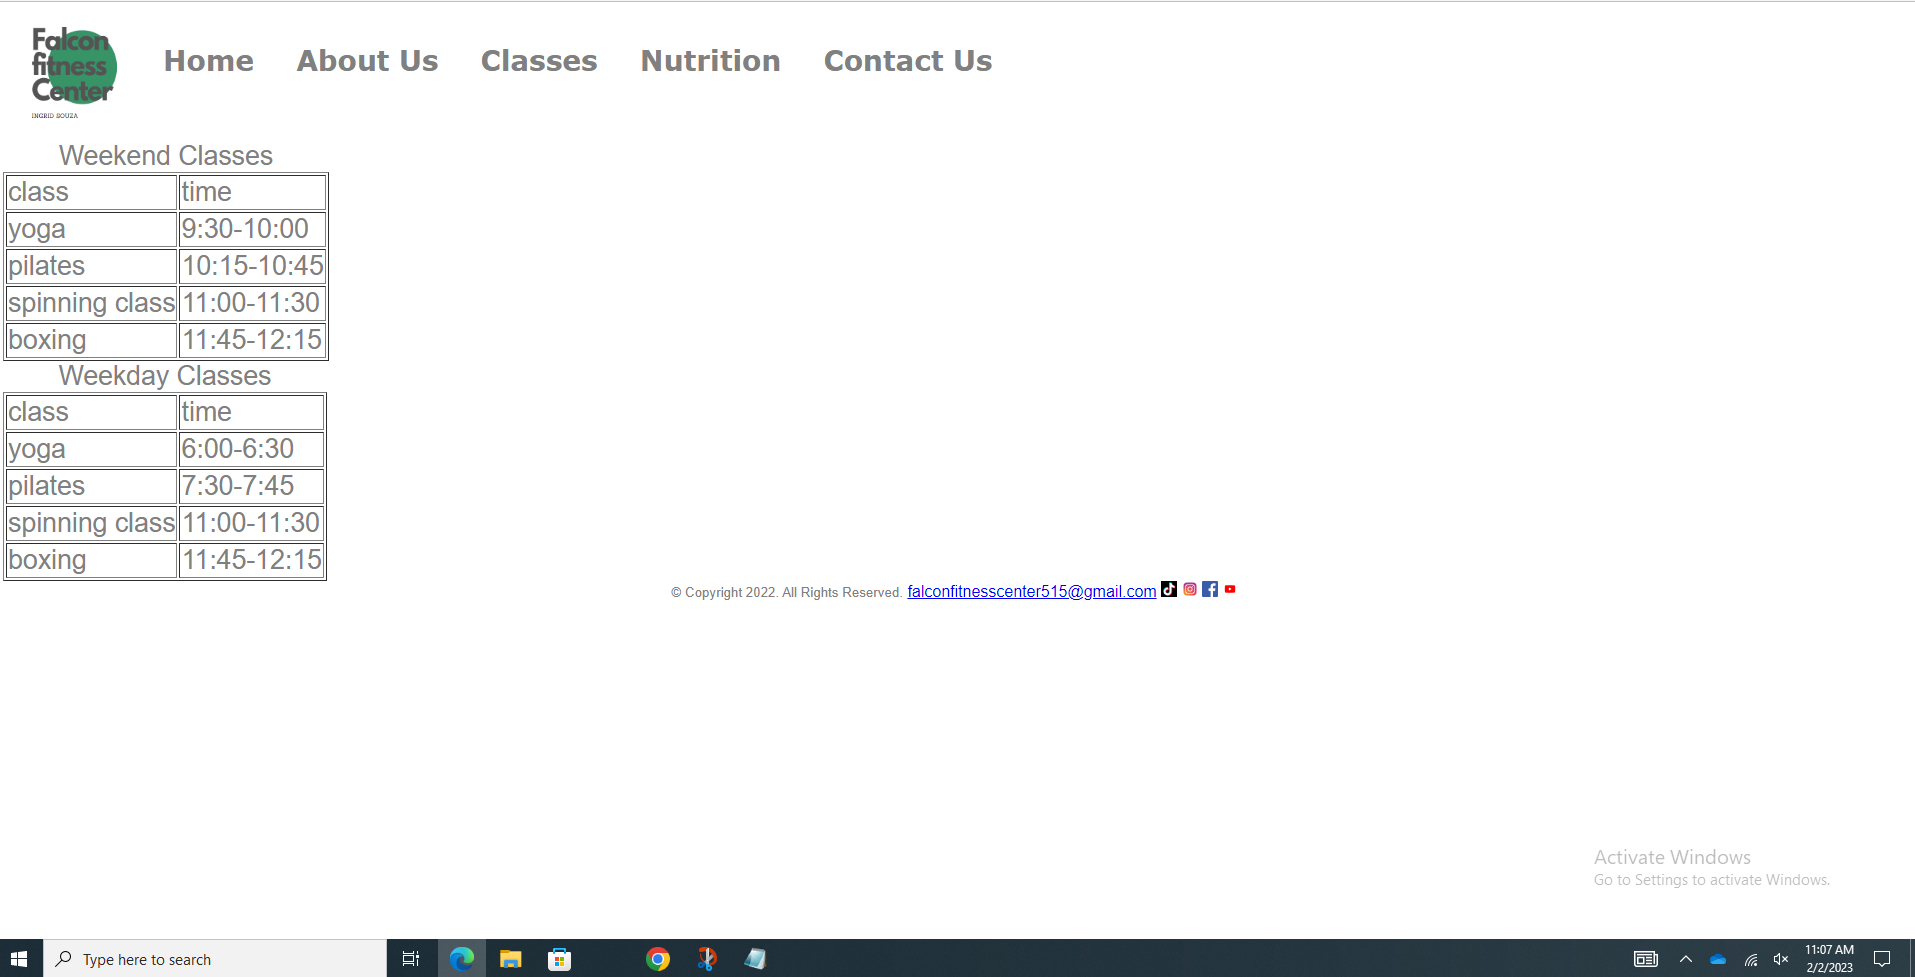 Falcon
fitness
Center
INGRID SOUZA
Home About Us Classes Nutrition Contact Us
Weekend Classes
class time
yoga 9:30-10:00
pilates 10:15-10:45
spinning class 11:00-11:30
boxing 11:45-12:15
Weekday Classes
class time
yoga 6:00-6:30
pilates 7:30-7:45
spinning class 11:00-11:30
boxing 11:45-12:15
© Copyright 2022. All Rights Reserved. falconfitnesscenter515@gmail.com
Activate Windows
Go to Settings to activate Windows.
Type here to search
11:07 AM
2/2/2023